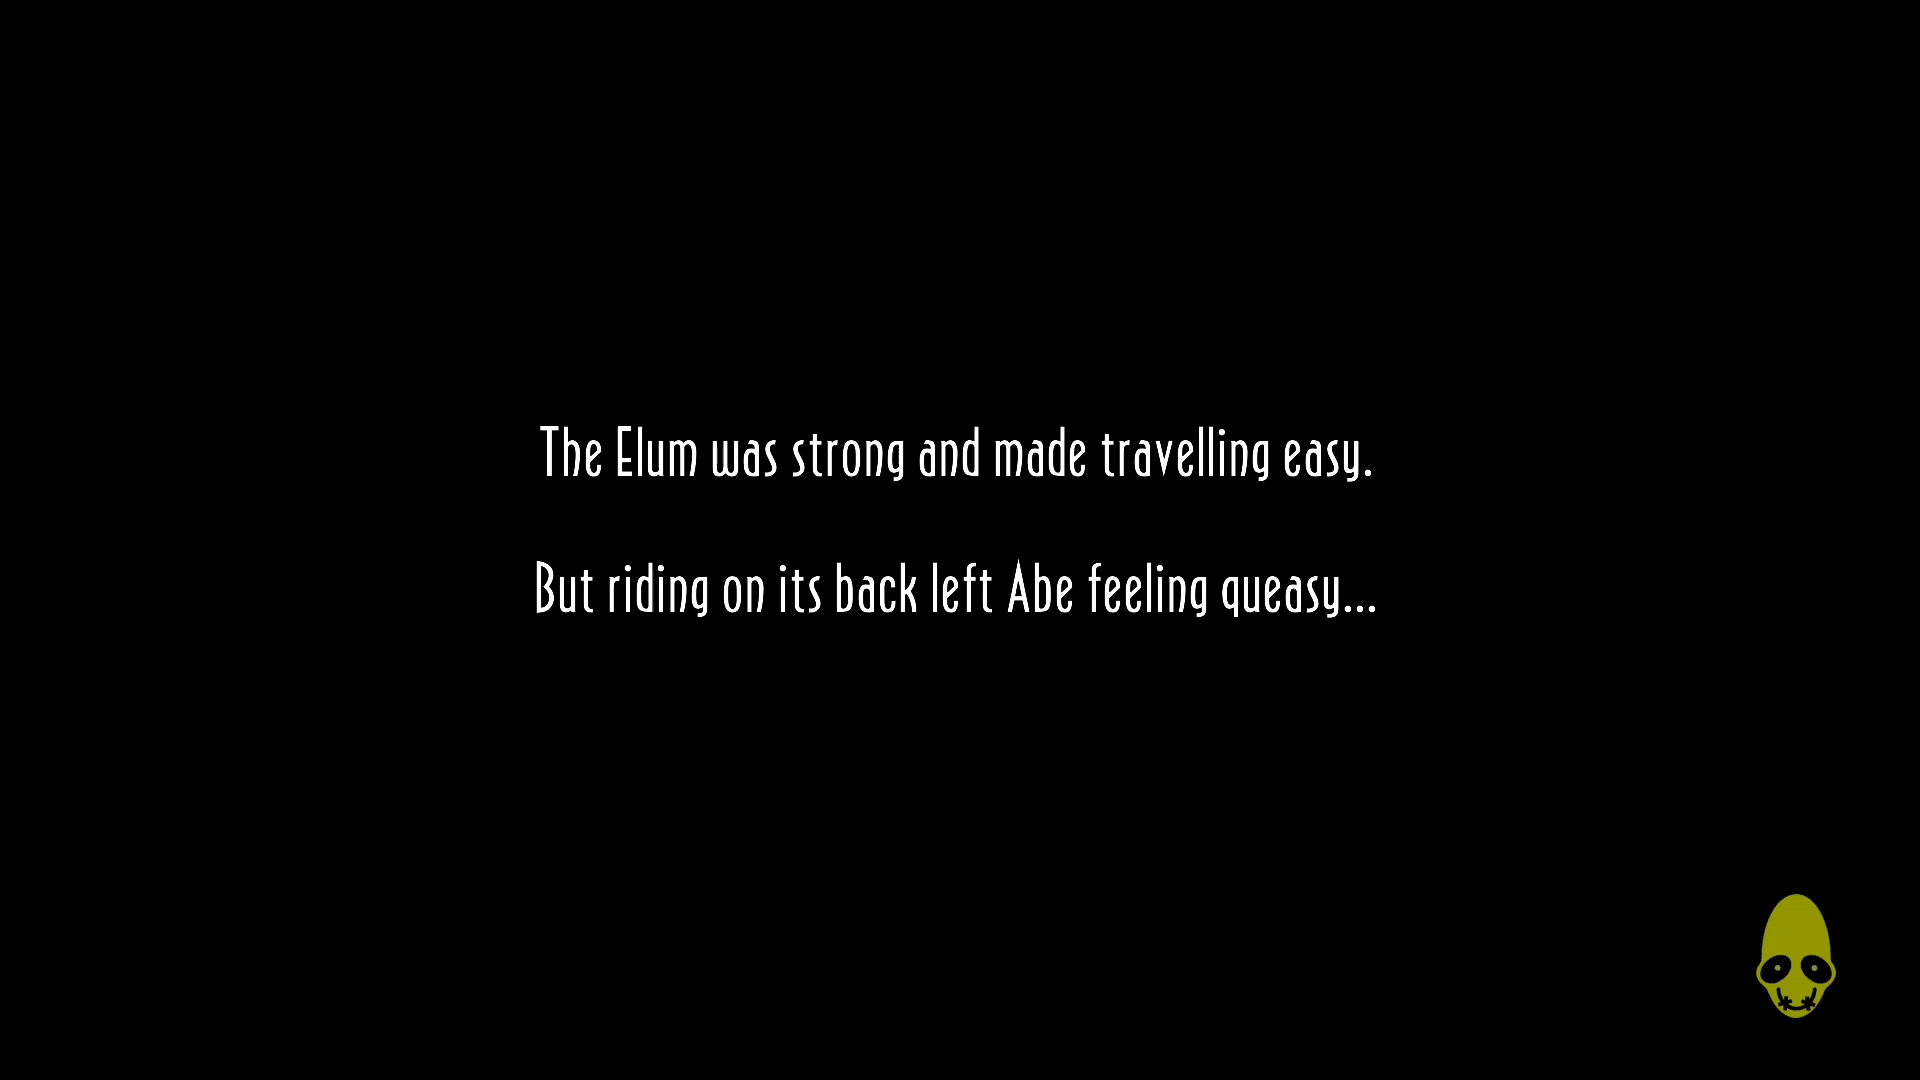 The Elum was strong and made travelling easy.
But riding on its back left Abe feeling queasy...